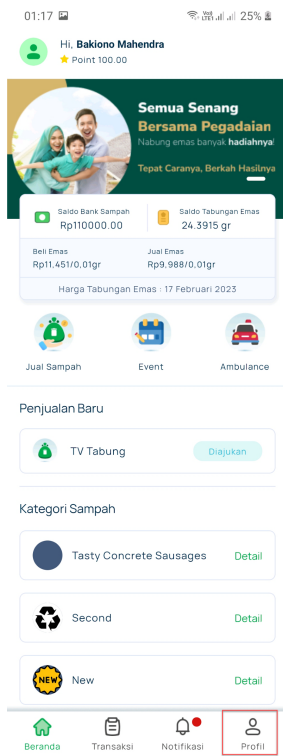 01:17 VoB LTE1 25%
Hi, Bakiono Mahendra
Point 100.00
Semua Senang
Bersama Pegadaian
Nabung emas banyak hadiahnya!
Tepat Caranya, Berkah Hasilnya
Saldo Bank Sampah
Rp110000.00
Saldo Tabungan Emas
24.3915 gr
Beli Emas
Rp11,451/0,01gr
Jual Emas
Rp9,988/0,01gr
Harga Tabungan Emas : 17 Februari 2023
Jual Sampah
Event
Ambulance
Penjualan Baru
TV Tabung
Diajukan
Kategori Sampah
Tasty Concrete Sausages
Detail
Second
Detail
NEW
New
Detail
Beranda
Transaksi
Notifikasi
Profil